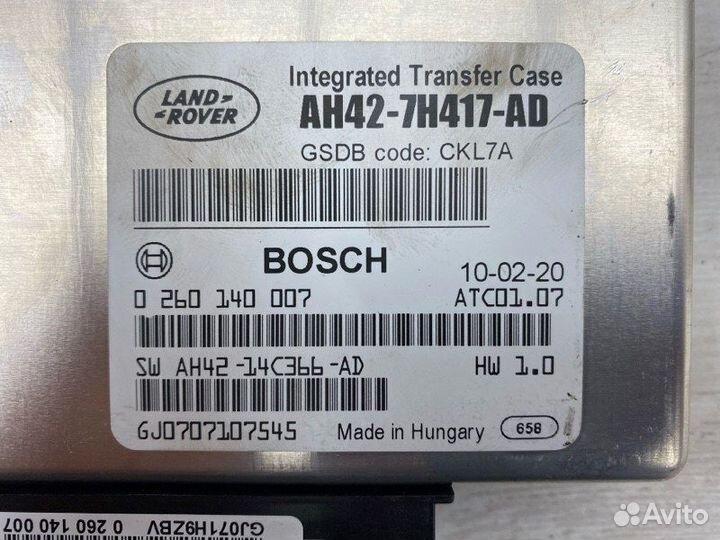 LAND
ROVER
Integrated Transfer Case
AH42-7H417-AD
GSDB code: CKL7A
BOSCH
10-02-20
0 260 140 007
ATC01.07
SW AH42-14C366-AD
HW 1.0
GJ0707107545
Made in Hungary
658
GJ071H9ZBV 0 260 140 007
Avito